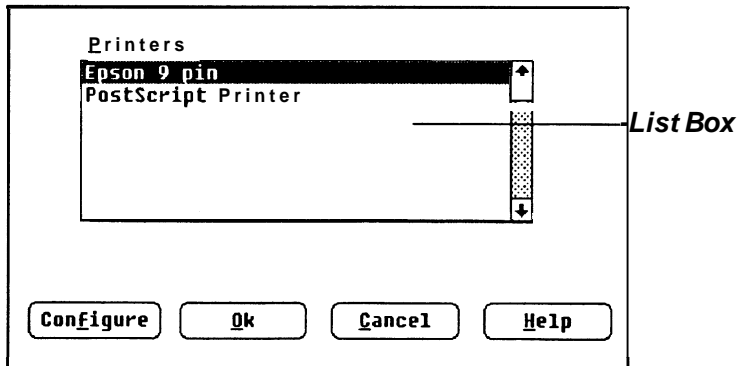 Printers
Epson 9 pin
PostScript Printer
List Box
Configure
Ok
Cancel
Help